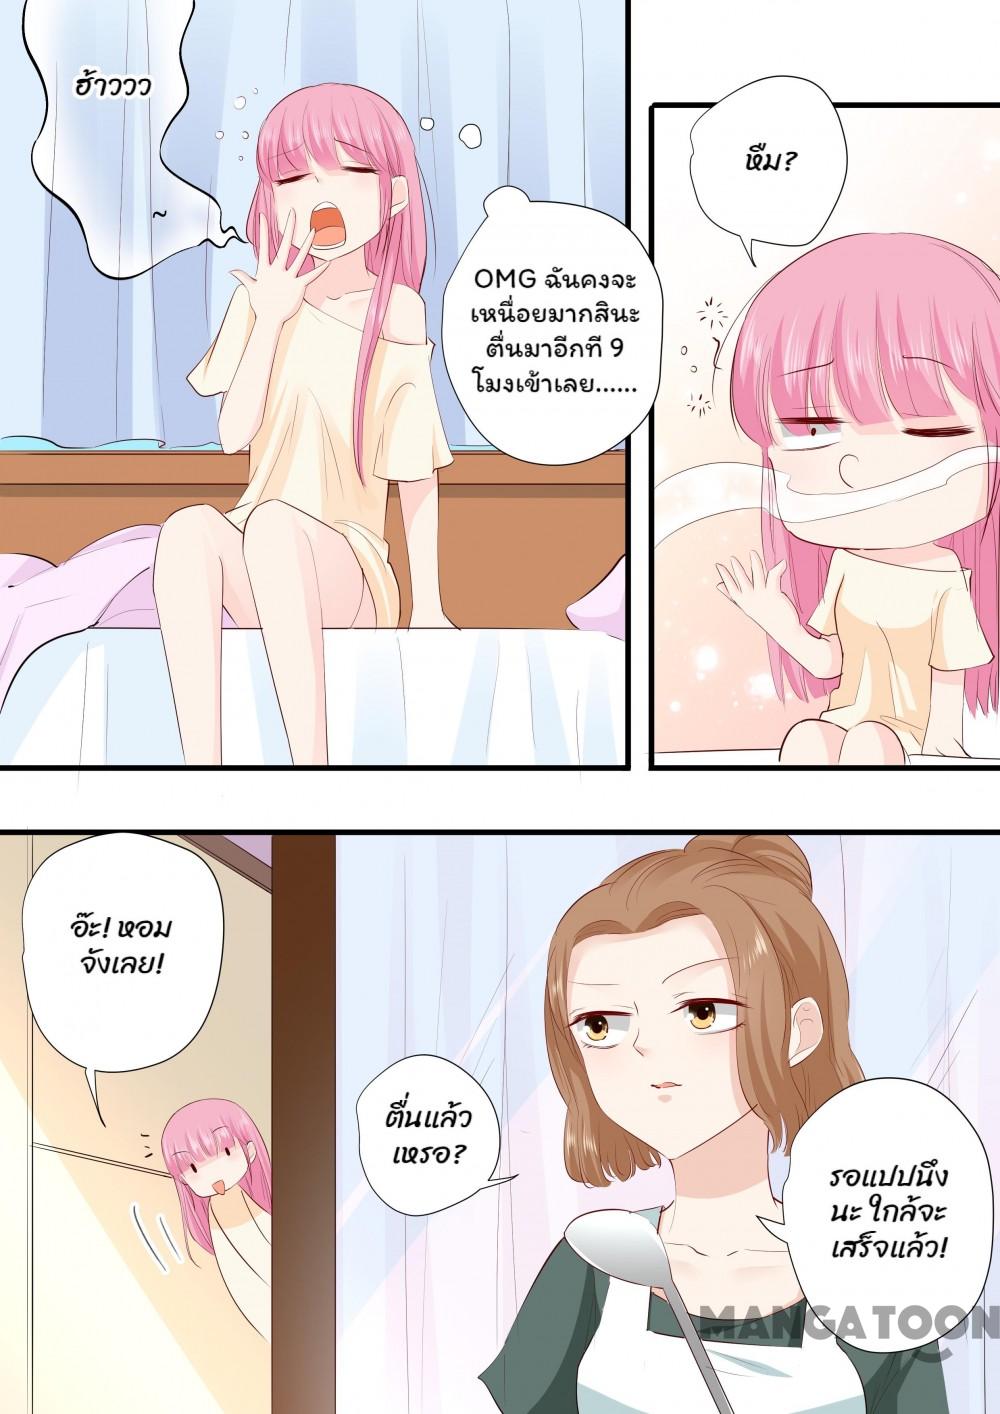 ฮ้าววว
~
OMG ฉันคงจะ
เหนื่อยมากสินะ
ตื่นมาอีกที 9
โมงเข้าเลย......
หืม?
อ๊ะ! หอม
จังเลย!
ตื่นแล้ว
เหรอ?
รอแปปนึง
นะ ใกล้จะ
เสร็จแล้ว!
MANGATOON